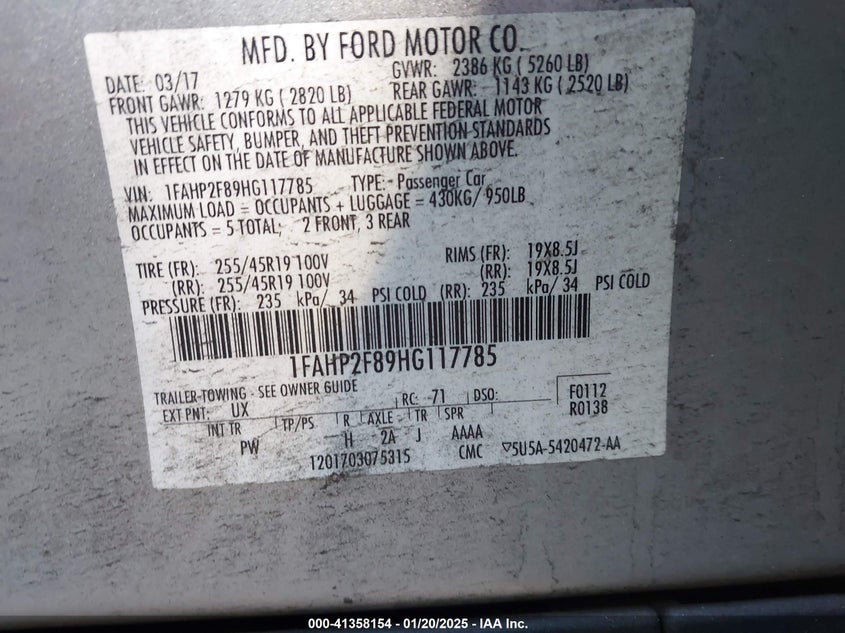 MFD. BY FORD MOTOR CO.
DATE: 03/17 GVWR: 2386 KG ( 5260 LB)
FRONT GAWR: 1279 KG ( 2820 LB) REAR GAWR: 1143 KG ( 2520 LB)
THIS VEHICLE CONFORMS TO ALL APPLICABLE FEDERAL MOTOR
VEHICLE SAFETY, BUMPER, AND THEFT PREVENTION STANDARDS
IN EFFECT ON THE DATE OF MANUFACTURE SHOWN ABOVE.
VIN: 1FAHP2F89HG117785 TYPE:- Passenger Car
MAXIMUM LOAD = OCCUPANTS + LUGGAGE = 430KG/ 950LB
OCCUPANTS = 5 TOTAL; 2 FRONT, 3 REAR
TIRE (FR): 255/45R19 100V RIMS (FR): 19X8.5J
(RR): 255/45R19 100V (RR): 19X8.5J
PRESSURE (FR): 235 kPa/ 34 PSI COLD (RR): 235 kPa/ 34 PSI COLD
1FAHP2F89HG117785
TRAILER-TOWING - SEE OWNER GUIDE
EXT PNT: UX RC: 71 DSO: F0112
R0138
INT TR TP/PS R AXLE TR SPR
PW H 2A J AAAA
1201703075315 CMC ▽5U5A-5420472-AA
000-41358154 - 01/20/2025 - IAA Inc.